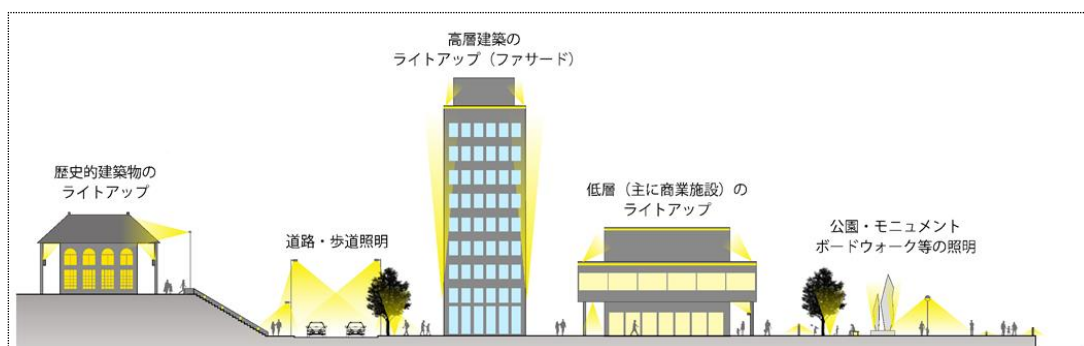 歴史的建築物の
ライトアップ
道路・歩道照明
高層建築の
ライトアップ（ファサード）
低層（主に商業施設）の
ライトアップ
公園・モニュメント
ボードウォーク等の照明